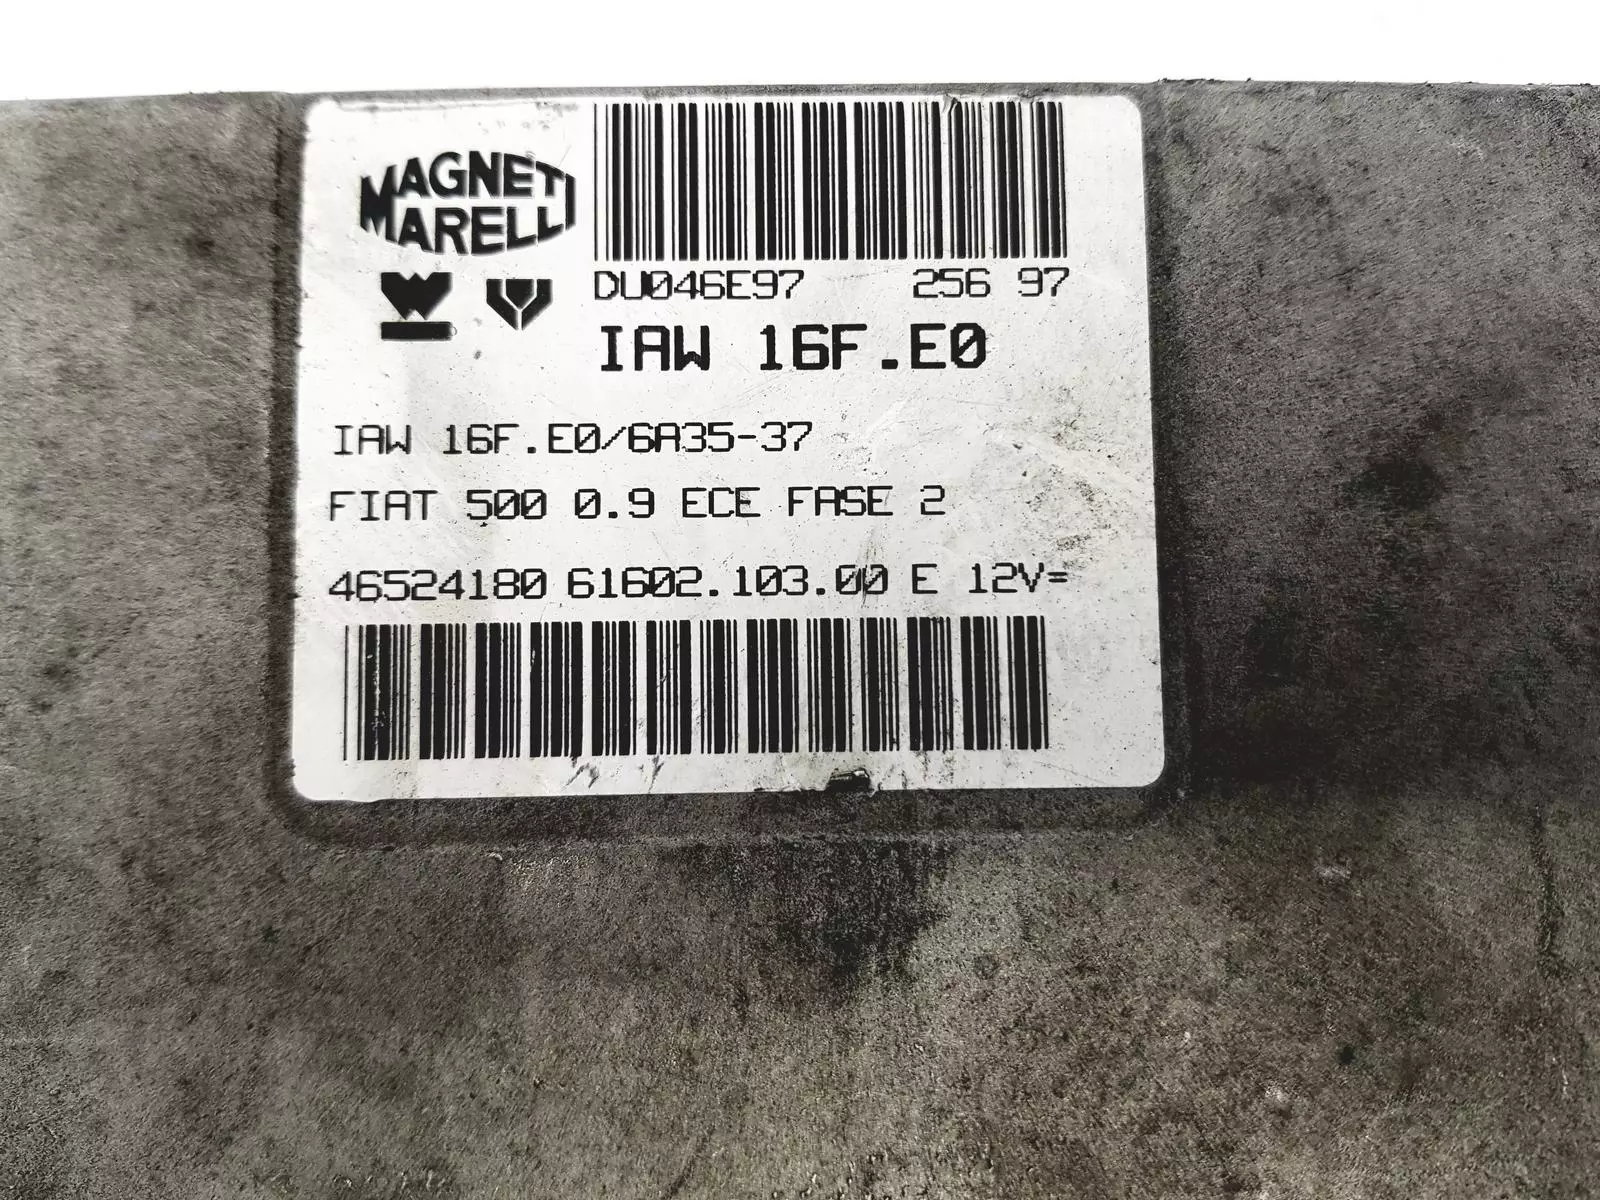 MAGNETI
MARELLI
DU046E97 256 97
IAW 16F.E0
IAW 16F.E0/6A35-37
FIAT 500 0.9 ECE FASE 2
46524180 61602.103.00 E 12V=